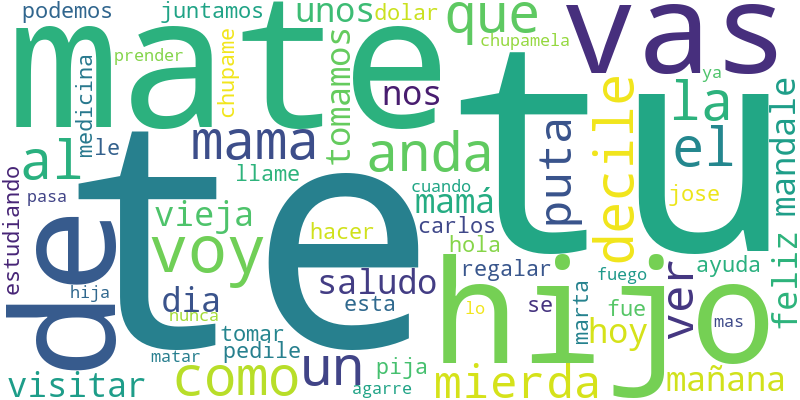 podemos juntamos unos dolar que vas
mate chupamela
prender ya
medicina chupame tomamos nos decile la mandale
mama anda tu puta el
al le llame
estudiando cuando
pasa vieja mamá jose
de te carlos
voy hacer hola ver ayuda feliz
saludo regalar fuego
hija dia esta hijo se marta fue mas
nunca lo
tomar hoy
matar pedile
un pija
visitar como agarre mierda mañana